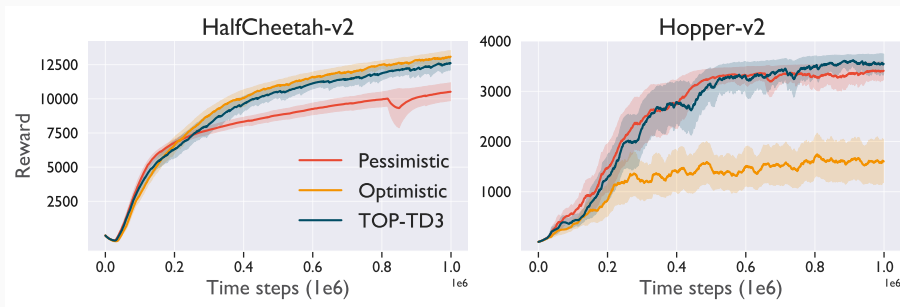 HalfCheetah-v2
Reward
12500
10000
7500
5000
2500
Pessimistic
Optimistic
TOP-TD3
0.0 0.2 0.4 0.6 0.8 1.0
1e6
Time steps (1e6)
Hopper-v2
4000
3000
2000
1000
0.0 0.2 0.4 0.6 0.8 1.0
1e6
Time steps (1e6)